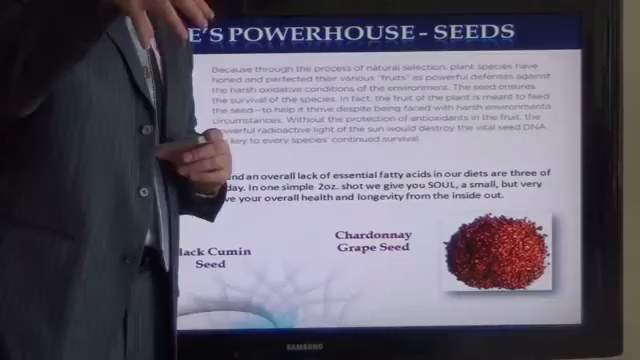 E'S POWERHOUSE - SEEDS
Because through the process of natural selection, plant species have
honed and perfected their various "fruits" as powerful defenses against
the harsh oxidative conditions of the environment. The seed ensures
the survival of the species. In fact, the fruit of the plant is meant to feed
the seed—to help it thrive despite being faced with harsh environmenta
circumstances. Without the protection of antioxidants in the fruit, the
owerful radioactive light of the sun would destroy the vital seed DNA,
key to every species' continued survival.
and an overall lack of essential fatty acids in our diets are three of
day. In one simple 2oz. shot we give you SOUL, a small, but very
ve your overall health and longevity from the inside out.
Chardonnay
Grape Seed
lack Cumin
Seed
SAMSUNG